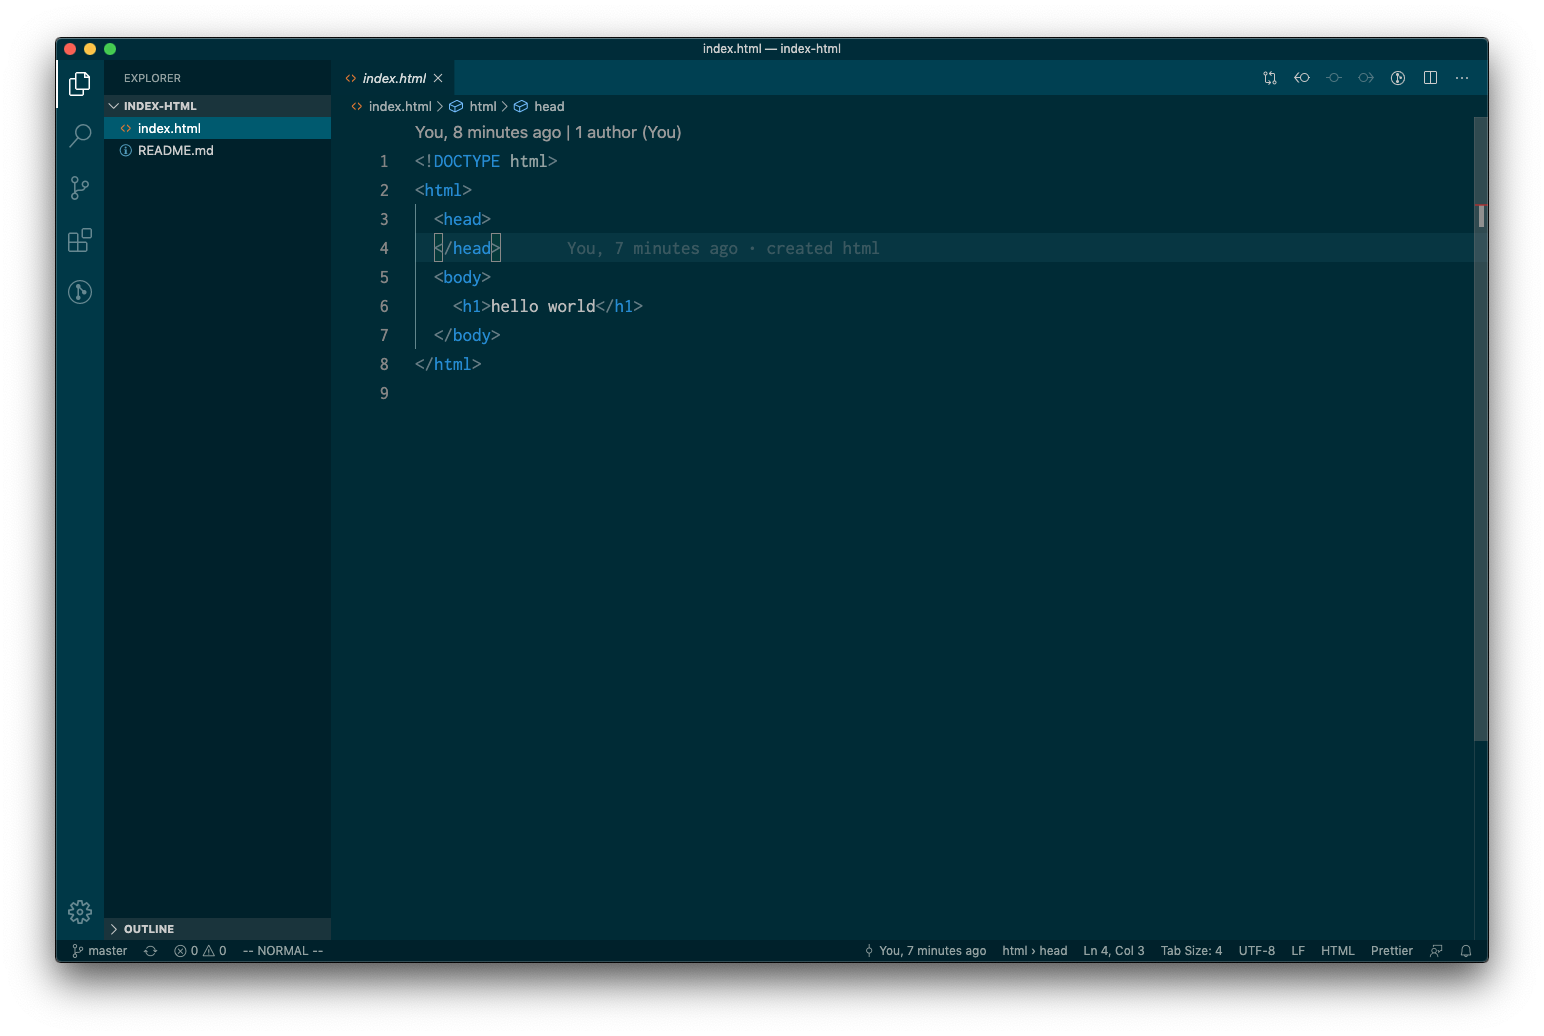 index.html — index-html
EXPLORER
INDEX-HTML
index.html
README.md
OUTLINE
index.html
index.html > html > head
You, 8 minutes ago | 1 author (You)
1 <!DOCTYPE html>
2 <html>
3 <head>
4 </head> You, 7 minutes ago · created html
5 <body>
6 <h1>hello world</h1>
7 </body>
8 </html>
9
master 0 0 -- NORMAL -- You, 7 minutes ago html › head Ln 4, Col 3 Tab Size: 4 UTF-8 LF HTML Prettier